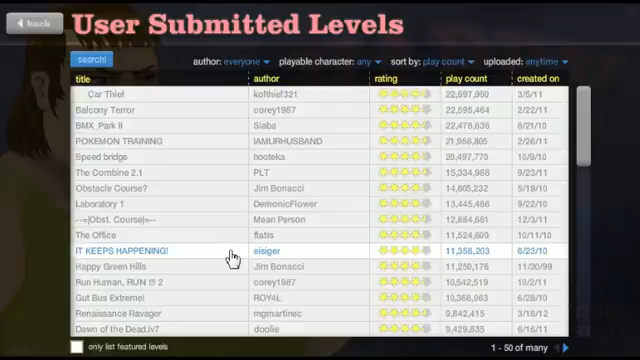 back
User Submitted Levels
search! author: everyone playable character: any sort by: play count uploaded: anytime
title author rating play count created on
Car Thief kofthief321 22,597,950 3/5/11
Balcony Terror corey1987 22,595,464 2/22/11
BMX_Park II Siaba 22,478,636 8/21/10
POKEMON TRAINING IAMURHUSBAND 21,956,805 2/26/11
Speed bridge hooteka 20,497,770 10/9/10
The Combine 2.1 PLT 15,334,968 9/23/11
Obstacle Course? Jim Bonacci 14,605,232 5/19/10
Laboratory 1 DemonicFlower 13,445,486 9/22/10
--=|Obst. Course|=-- Mean Person 12,884,661 12/3/11
The Office flatis 11,524,609 10/11/10
IT KEEPS HAPPENING! eisiger 11,358,203 6/23/10
Happy Green Hills Jim Bonacci 11,250,176 11/30/99
Run Human, RUN !!! 2 corey1987 10,542,519 10/2/11
Gut Bus Extreme! ROY4L 10,368,063 6/28/10
Renaissance Ravager mgmartinec 9,842,415 3/18/12
Dawn of the Dead.lv7 doolie 9,429,835 6/16/11
only list featured levels 1 - 50 of many